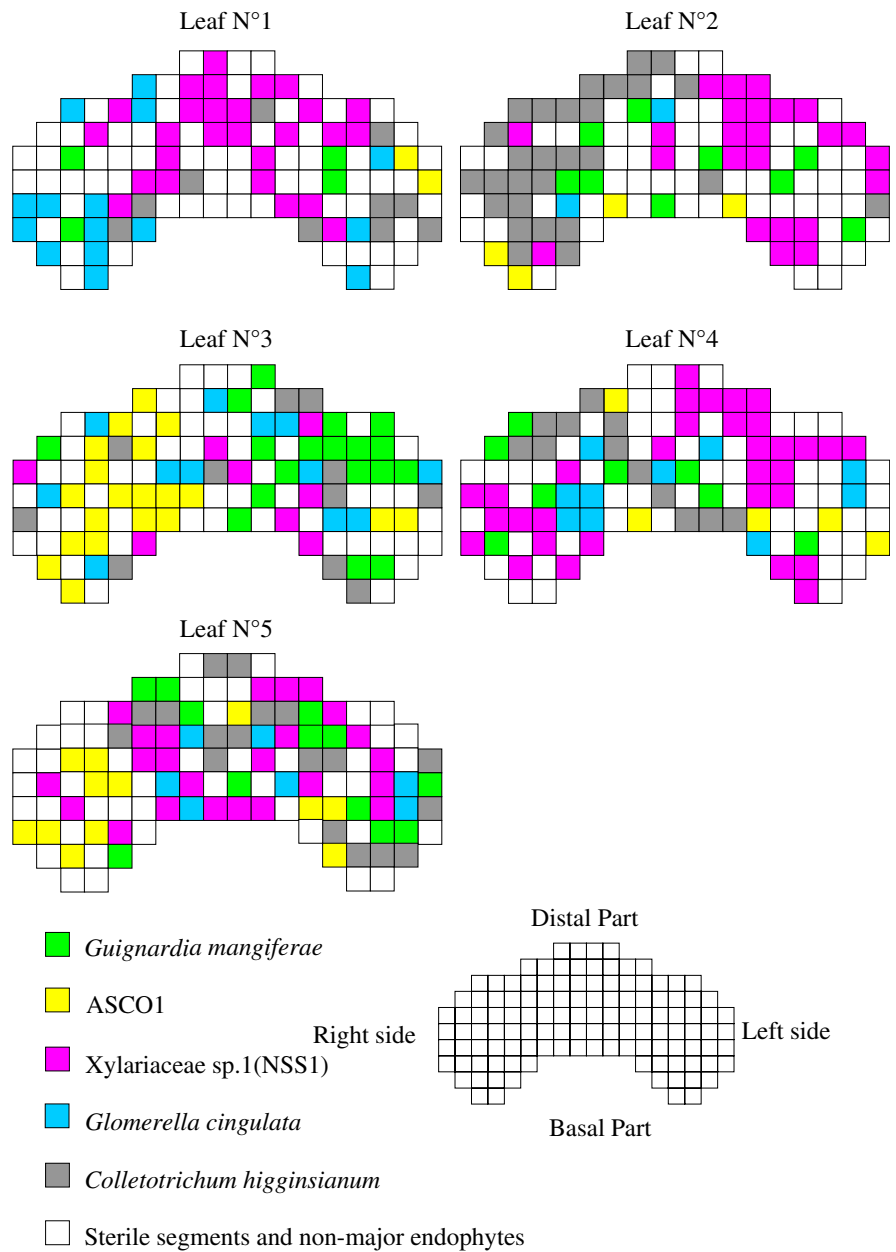 Leaf N°1
Leaf N°2
Leaf N°3
Leaf N°4
Leaf N°5
Guignardia mangiferae
ASCO1
Xylariaceae sp.1(NSS1)
Glomerella cingulata
Colletotrichum higginsianum
Sterile segments and non-major endophytes
Distal Part
Right side
Left side
Basal Part